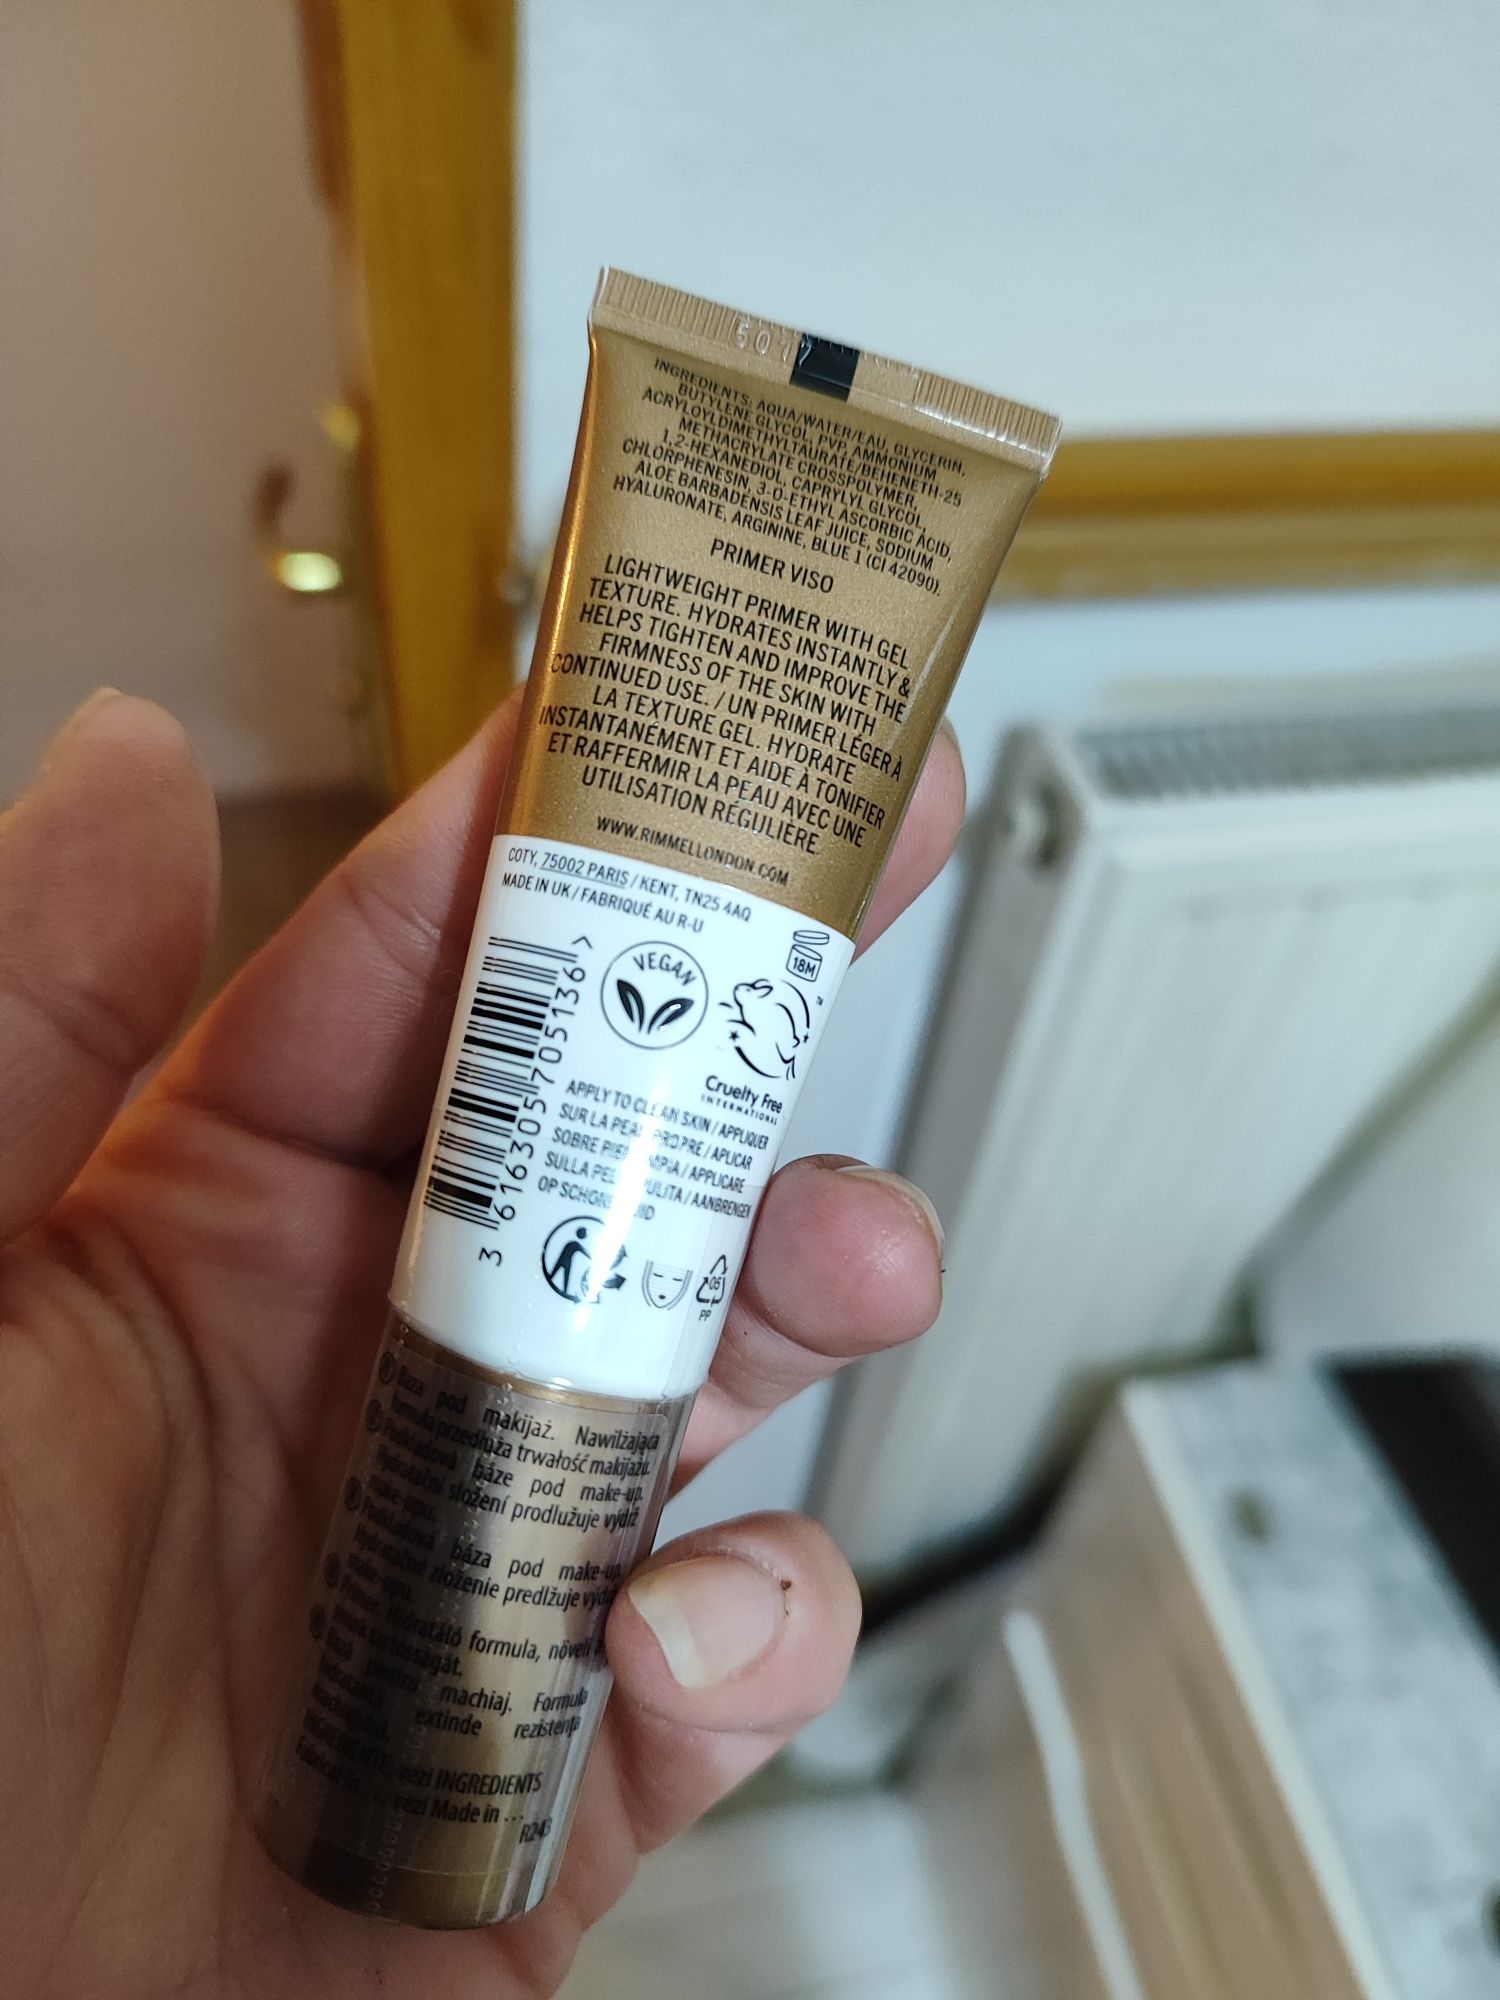 501
INGREDIENTS: AQUA/WATER/EAU, GLYCERIN,
BUTYLENE GLYCOL, PVP, AMMONIUM
ACRYLOYLDIMETHYLTAURATE/BEHENETH-25
METHACRYLATE CROSSPOLYMER,
1,2-HEXANEDIOL, CAPRYLYL GLYCOL,
CHLORPHENESIN, 3-O-ETHYL ASCORBIC ACID,
ALOE BARBADENSIS LEAF JUICE, SODIUM
HYALURONATE, ARGININE, BLUE 1 (CI 42090).
PRIMER VISO
LIGHTWEIGHT PRIMER WITH GEL
TEXTURE. HYDRATES INSTANTLY &
HELPS TIGHTEN AND IMPROVE THE
FIRMNESS OF THE SKIN WITH
CONTINUED USE. / UN PRIMER LÉGER À
LA TEXTURE GEL. HYDRATE
INSTANTANÉMENT ET AIDE À TONIFIER
ET RAFFERMIR LA PEAU AVEC UNE
UTILISATION RÉGULIÈRE.
WWW.RIMMELLONDON.COM
COTY, 75002 PARIS / KENT, TN25 4AQ
MADE IN UK / FABRIQUÉ AU R-U
18M
VEGAN
Cruelty Free
INTERNATIONAL
TM
3 616305 705136 >
APPLY TO CLEAN SKIN / APPLIQUER
SUR LA PEAU PROPRE / APLICAR
SOBRE PIEL LIMPIA / APPLICARE
SULLA PELLE PULITA / AANBRENGEN
OP SCHONE HUID
05
PP
Baza pod makijaż. Nawilżająca
formuła przedłuża trwałość makijażu.
Podkladová báze pod make-up.
Hydratační složení prodlužuje výdrž
make-upu.
Podkladová báza pod make-up.
Hydratačné zloženie predlžuje výdrž
make-upu.
Primer. Hidratáló formula, növeli a
smink tartósságát.
Bază pentru machiaj. Formula
hidratantă extinde rezistența
machiajului.
INGREDIENTE: vezi INGREDIENTS
Fabricat în ... vezi Made in ...
R243